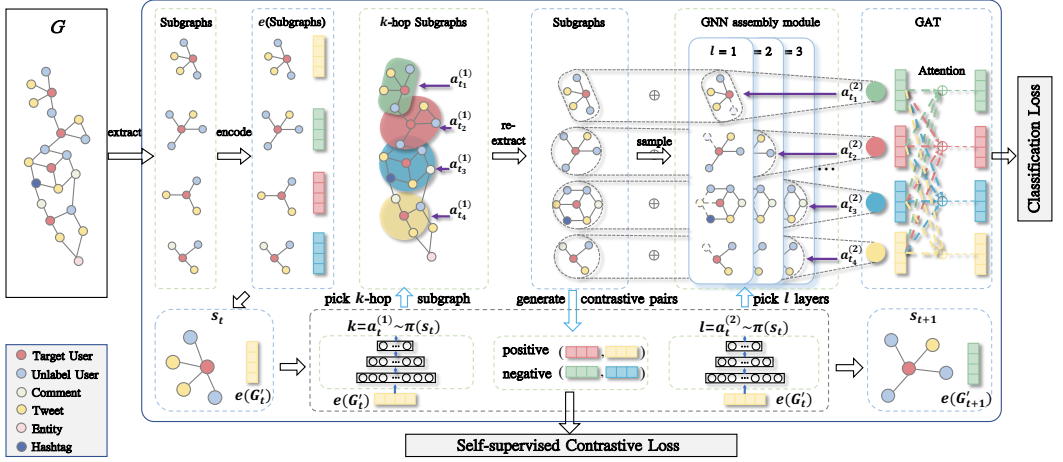 G
Subgraphs
e(Subgraphs)
k-hop Subgraphs
Subgraphs
GNN assembly module
GAT
l = 1
= 2
= 3
Attention
extract
encode
re-extract
sample
a_{t_1}^{(1)}
a_{t_2}^{(1)}
a_{t_3}^{(1)}
a_{t_4}^{(1)}
⊕
⊕
⊕
⊕
...
a_{t_1}^{(2)}
a_{t_2}^{(2)}
a_{t_3}^{(2)}
a_{t_4}^{(2)}
Classification Loss
pick k-hop subgraph
generate contrastive pairs
pick l layers
s_t
e(G'_t)
k=a_t^{(1)}~π(s_t)
e(G'_t)
positive ( , )
negative ( , )
l=a_t^{(2)}~π(s_t)
e(G'_t)
s_{t+1}
e(G'_{t+1})
Target User
Unlabel User
Comment
Tweet
Entity
Hashtag
Self-supervised Contrastive Loss